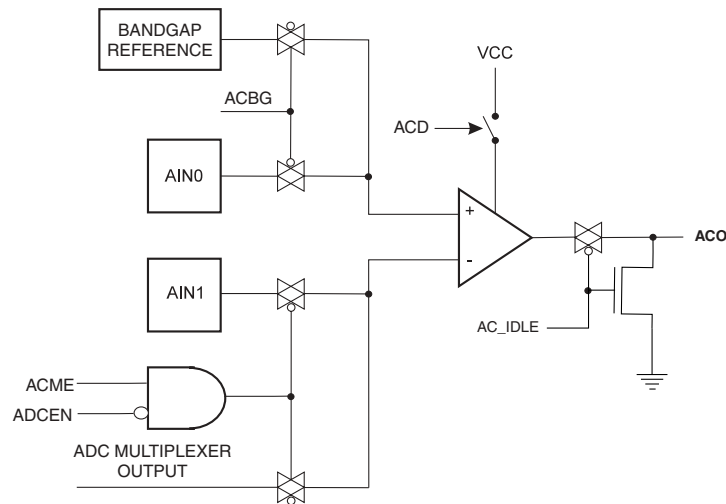 BANDGAP
REFERENCE
VCC
ACBG
ACD
AIN0
+
ACO
-
AIN1
AC_IDLE
ACME
ADCEN
ADC MULTIPLEXER
OUTPUT